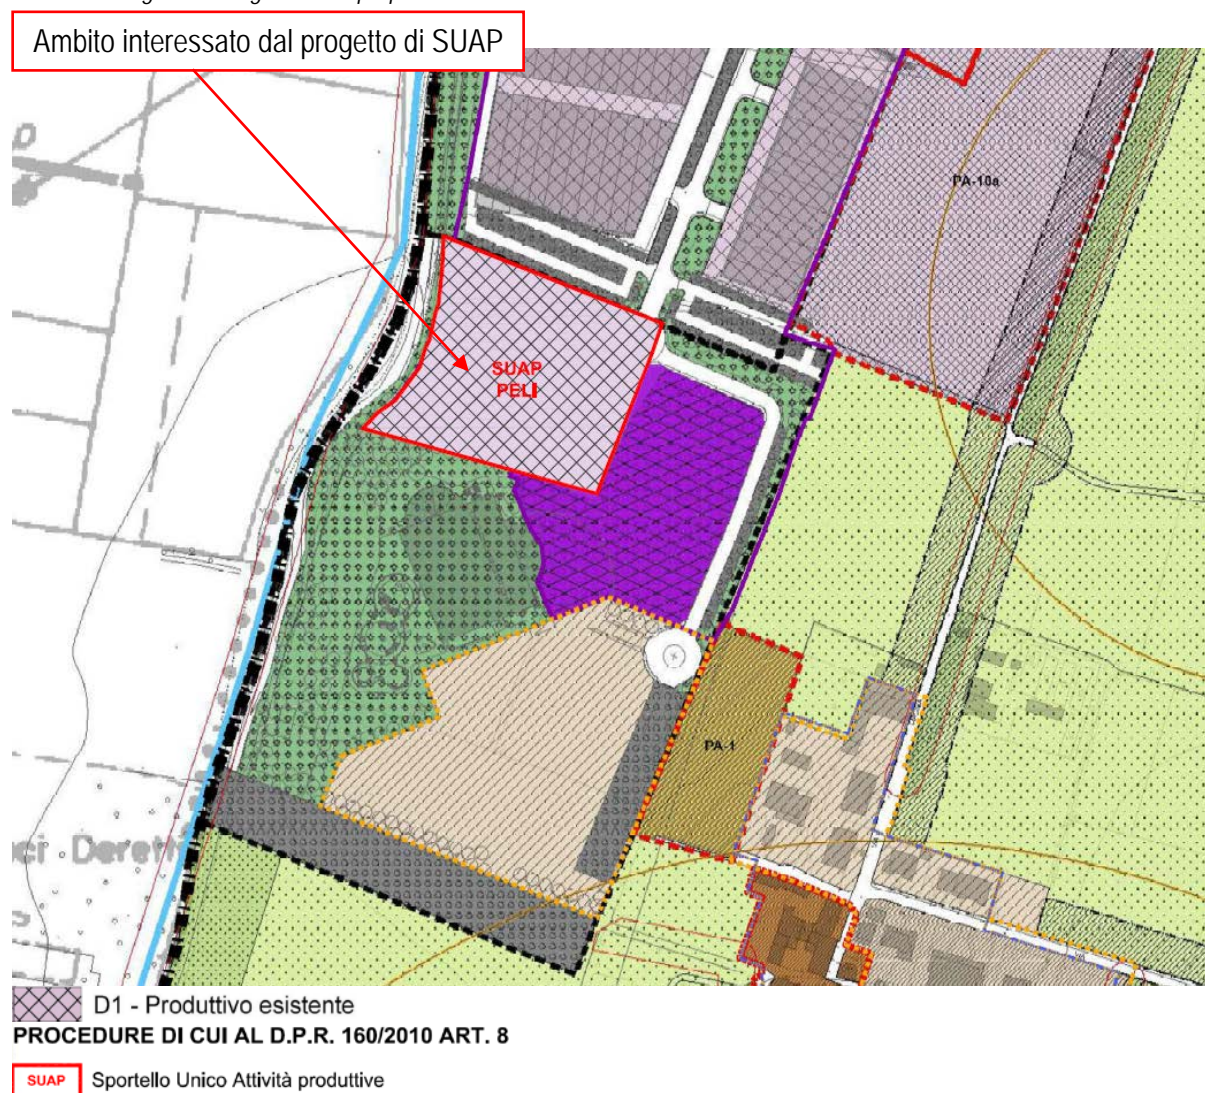 Ambito interessato dal progetto di SUAP
PA-10a
SUAP
PELI
PA-1
D1 - Produttivo esistente
PROCEDURE DI CUI AL D.P.R. 160/2010 ART. 8
SUAP Sportello Unico Attività produttive